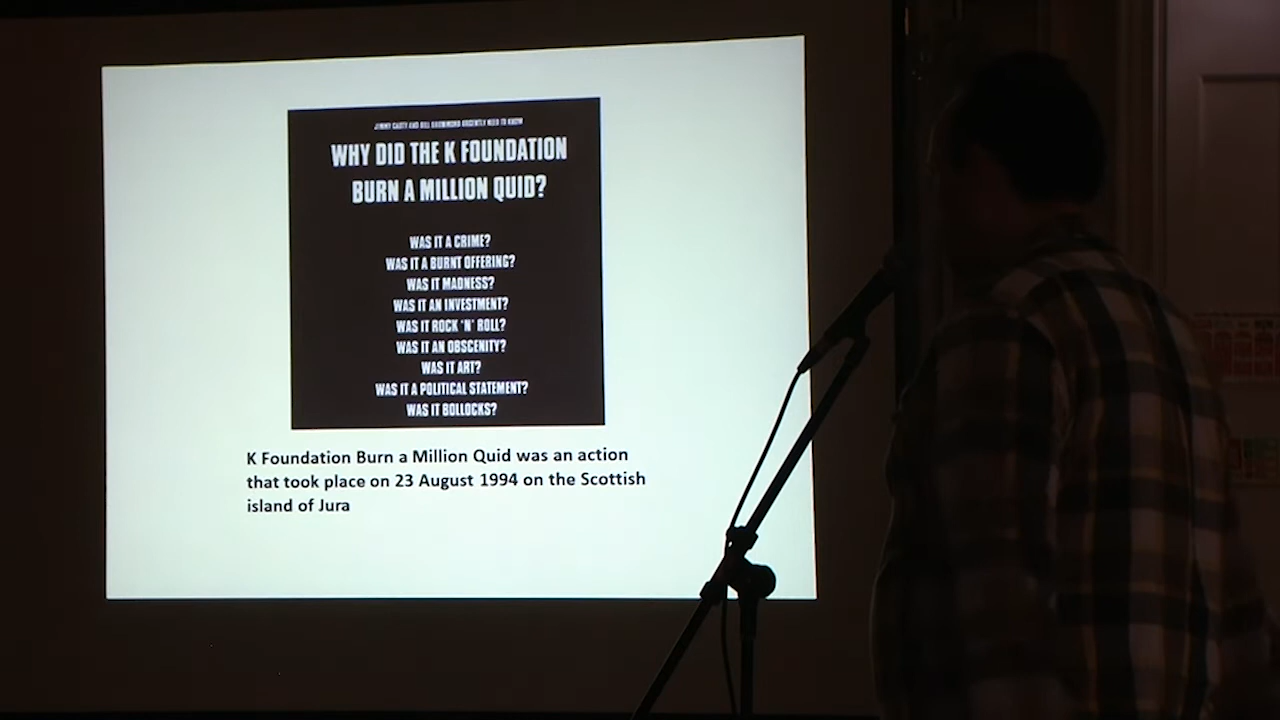 JIMMY CAUTY AND BILL DRUMMOND URGENTLY NEED TO KNOW
WHY DID THE K FOUNDATION
BURN A MILLION QUID?
WAS IT A CRIME?
WAS IT A BURNT OFFERING?
WAS IT MADNESS?
WAS IT AN INVESTMENT?
WAS IT ROCK 'N' ROLL?
WAS IT AN OBSCENITY?
WAS IT ART?
WAS IT A POLITICAL STATEMENT?
WAS IT BOLLOCKS?
K Foundation Burn a Million Quid was an action
that took place on 23 August 1994 on the Scottish
island of Jura